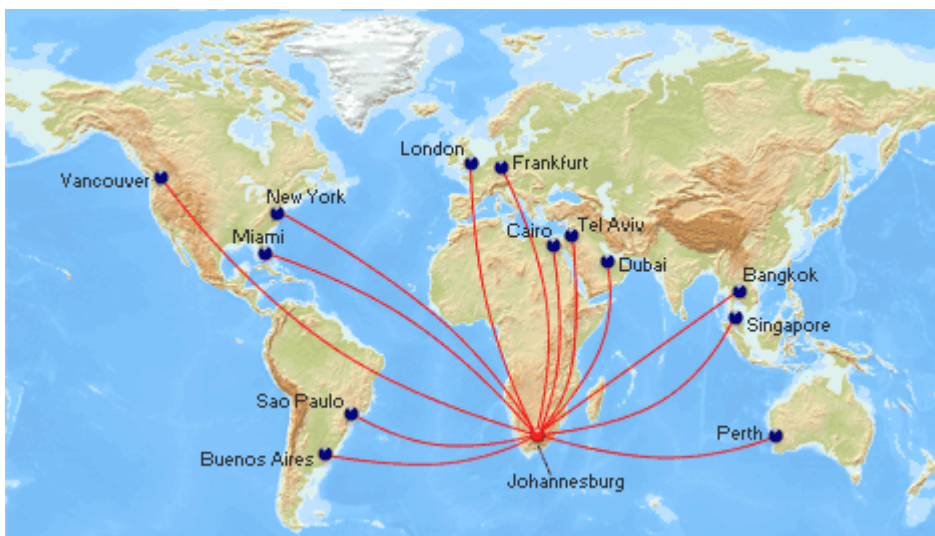 London
Frankfurt
Vancouver
New York
Miami
Cairo
Tel Aviv
Dubai
Bangkok
Singapore
Sao Paulo
Buenos Aires
Perth
Johannesburg